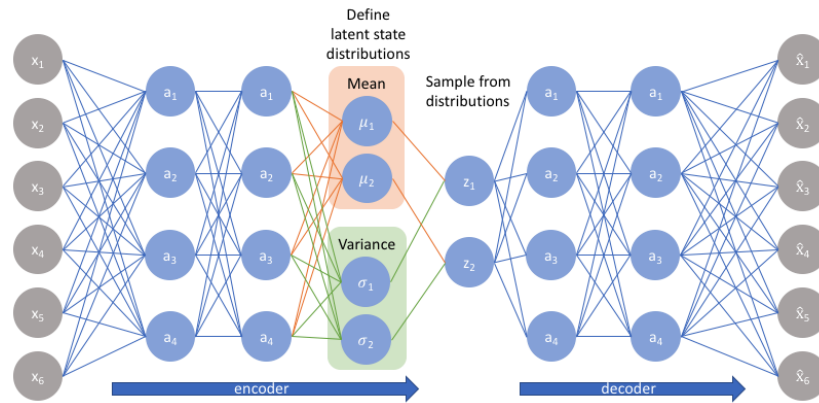 Define
latent state
distributions
Mean
Sample from
distributions
Variance
x₁
x₂
x₃
x₄
x₅
x₆
a₁
a₂
a₃
a₄
a₁
a₂
a₃
a₄
μ₁
μ₂
σ₁
σ₂
z₁
z₂
a₁
a₂
a₃
a₄
a₁
a₂
a₃
a₄
x̂₁
x̂₂
x̂₃
x̂₄
x̂₅
x̂₆
encoder
decoder